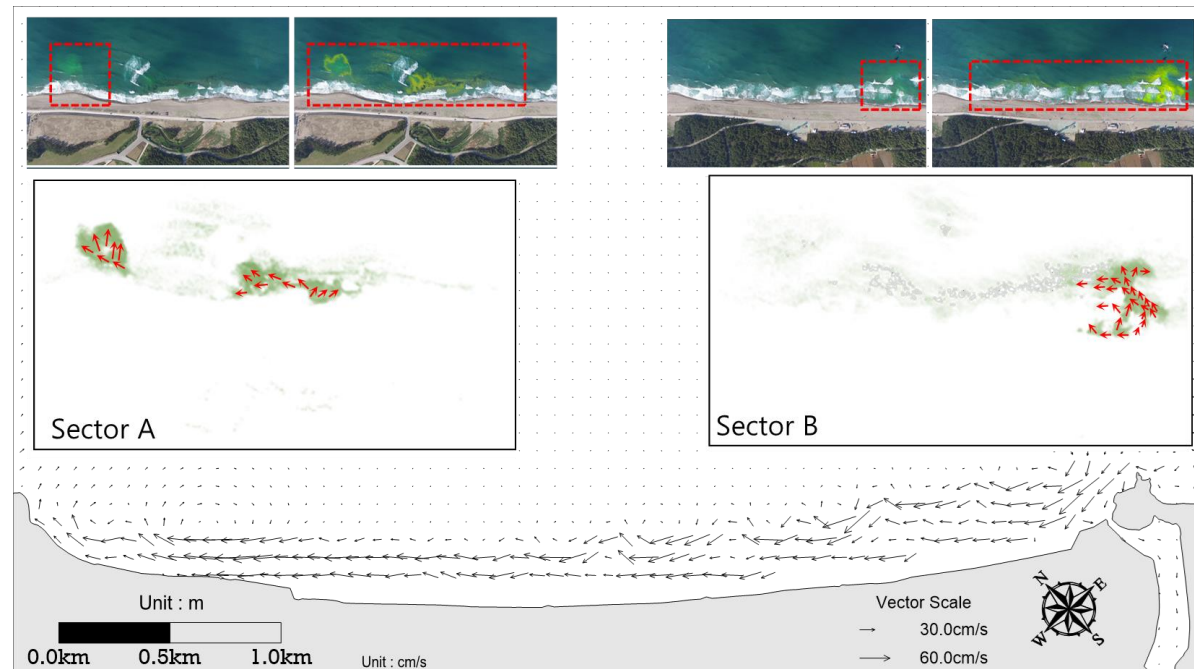 Sector A
Sector B
Unit : m
0.0km 0.5km 1.0km
Unit : cm/s
Vector Scale
30.0cm/s
60.0cm/s
N
E
W
S